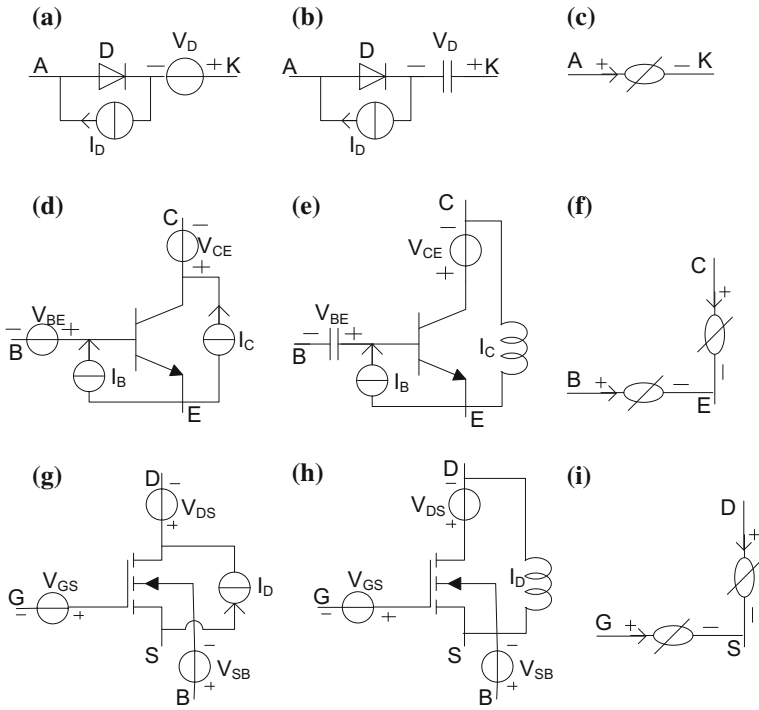 (a)
(b)
(c)
A
D
− V_D + K
I_D
A
D
− V_D + K
I_D
A + − K
(d)
(e)
(f)
C
−
V_CE
+
− V_BE +
B
I_B
I_C
E
C
−
V_CE
+
− V_BE +
B
I_B
I_C
E
C
+
−
B + − E
(g)
(h)
(i)
D
−
V_DS
+
V_GS
G − +
I_D
S
−
V_SB
+
B
D
−
V_DS
+
V_GS
G − +
I_D
S
−
V_SB
+
B
D
+
−
G + − S